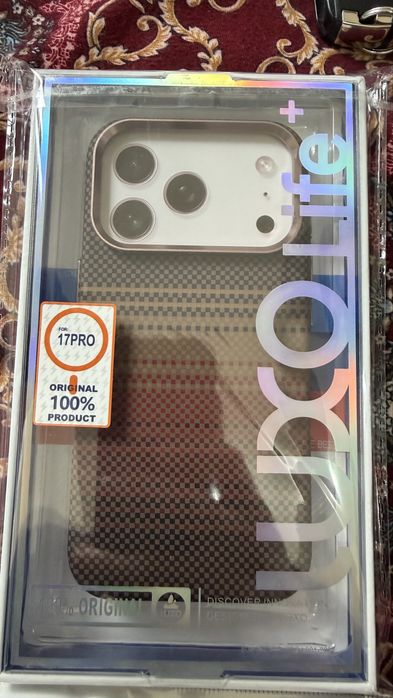 LUXO Life+
FOR:
17PRO
ORIGINAL
100%
PRODUCT
ORIGINAL
DISCOVER